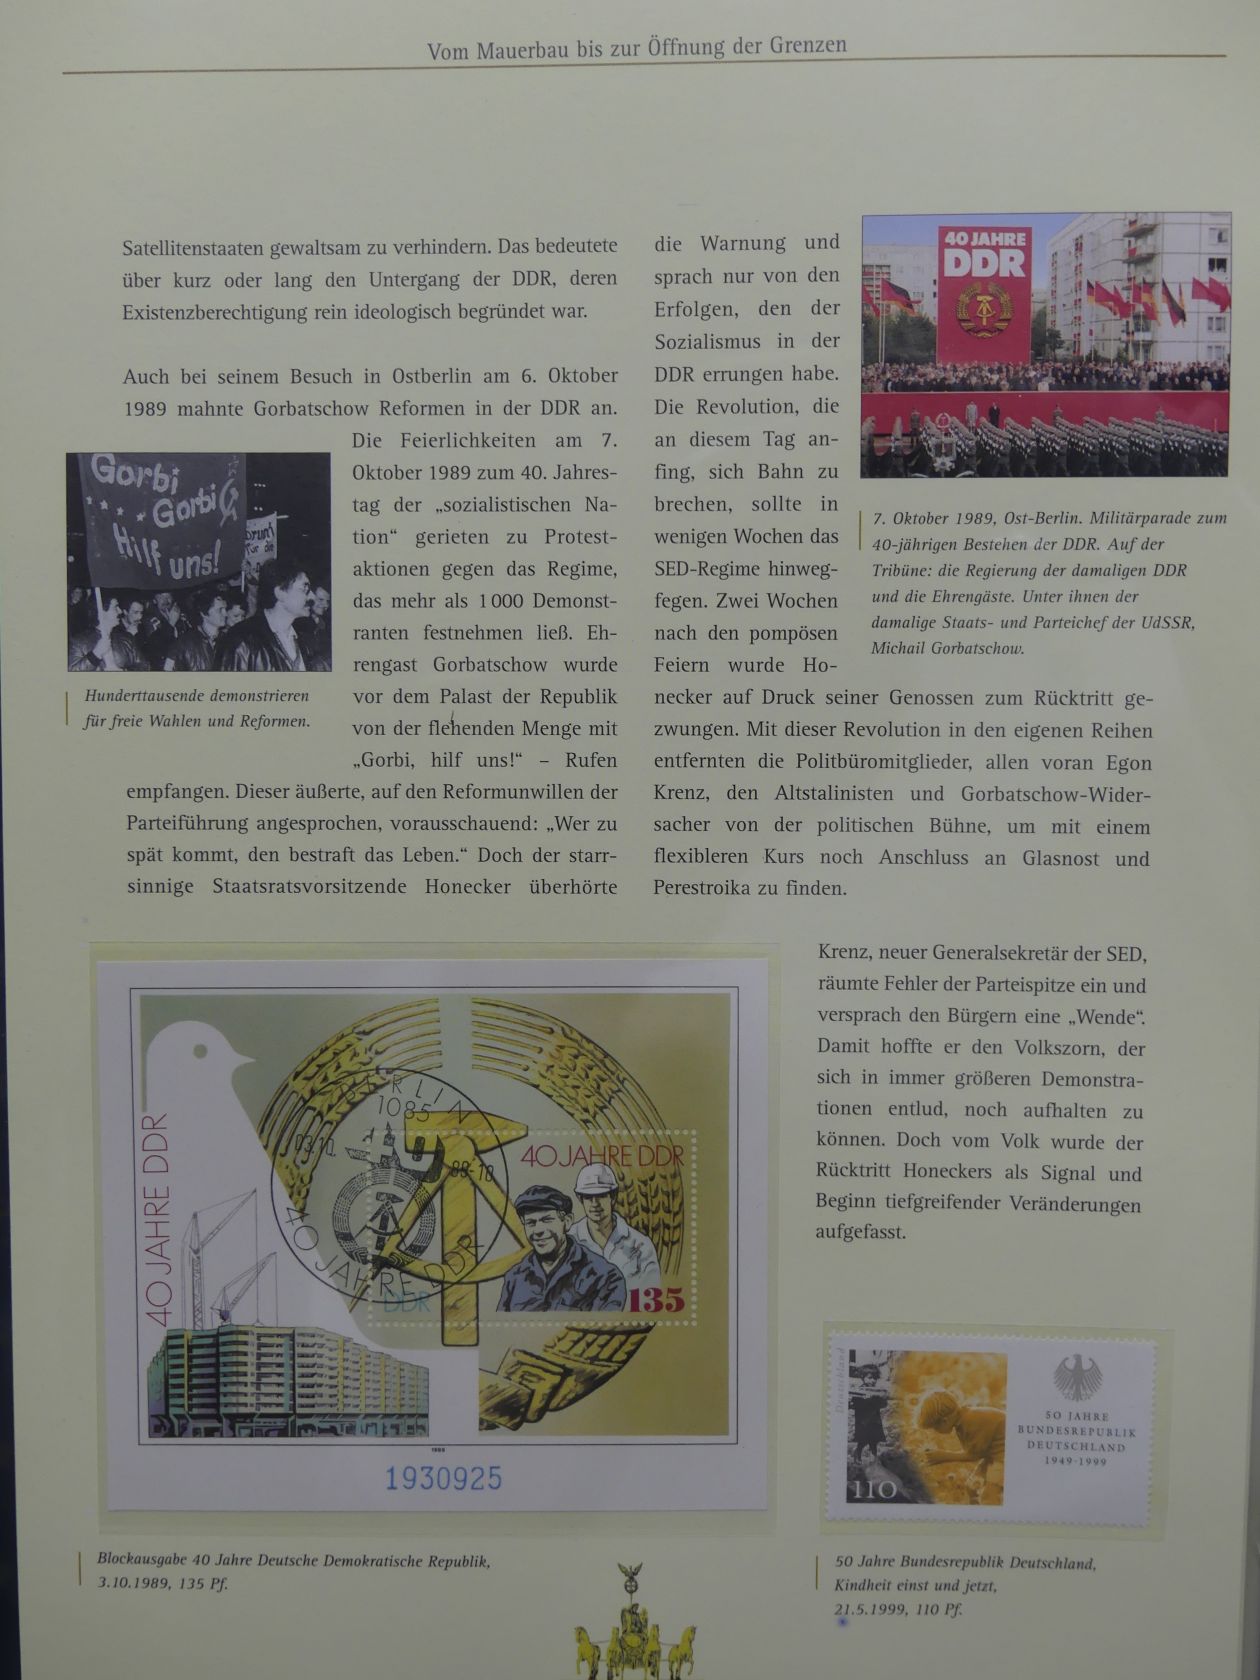 Vom Mauerbau bis zur Öffnung der Grenzen
Satellitenstaaten gewaltsam zu verhindern. Das bedeutete
über kurz oder lang den Untergang der DDR, deren
Existenzberechtigung rein ideologisch begründet war.
Auch bei seinem Besuch in Ostberlin am 6. Oktober
1989 mahnte Gorbatschow Reformen in der DDR an.
Die Feierlichkeiten am 7.
Oktober 1989 zum 40. Jahres-
tag der „sozialistischen Na-
tion“ gerieten zu Protest-
aktionen gegen das Regime,
das mehr als 1 000 Demonst-
ranten festnehmen ließ. Eh-
rengast Gorbatschow wurde
vor dem Palast der Republik
von der flehenden Menge mit
„Gorbi, hilf uns!“ – Rufen
empfangen. Dieser äußerte, auf den Reformunwillen der
Parteiführung angesprochen, vorausschauend: „Wer zu
spät kommt, den bestraft das Leben.“ Doch der starr-
sinnige Staatsratsvorsitzende Honecker überhörte
Gorbi
Gorbi
Hilf uns!
für die
Hunderttausende demonstrieren
für freie Wahlen und Reformen.
die Warnung und
sprach nur von den
Erfolgen, den der
Sozialismus in der
DDR errungen habe.
Die Revolution, die
an diesem Tag an-
fing, sich Bahn zu
brechen, sollte in
wenigen Wochen das
SED-Regime hinweg-
fegen. Zwei Wochen
nach den pompösen
Feiern wurde Ho-
necker auf Druck seiner Genossen zum Rücktritt ge-
zwungen. Mit dieser Revolution in den eigenen Reihen
entfernten die Politbüromitglieder, allen voran Egon
Krenz, den Altstalinisten und Gorbatschow-Wider-
sacher von der politischen Bühne, um mit einem
flexibleren Kurs noch Anschluss an Glasnost und
Perestroika zu finden.
40 JAHRE
DDR
7. Oktober 1989, Ost-Berlin. Militärparade zum
40-jährigen Bestehen der DDR. Auf der
Tribüne: die Regierung der damaligen DDR
und die Ehrengäste. Unter ihnen der
damalige Staats- und Parteichef der UdSSR,
Michail Gorbatschow.
Krenz, neuer Generalsekretär der SED,
räumte Fehler der Parteispitze ein und
versprach den Bürgern eine „Wende“.
Damit hoffte er den Volkszorn, der
sich in immer größeren Demonstra-
tionen entlud, noch aufhalten zu
können. Doch vom Volk wurde der
Rücktritt Honeckers als Signal und
Beginn tiefgreifender Veränderungen
aufgefasst.
40 JAHRE DDR
BERLIN
1085
03.10. 89-10
40 JAHRE DDR
40 JAHRE DDR
DDR
135
1989
1930925
Blockausgabe 40 Jahre Deutsche Demokratische Republik,
3.10.1989, 135 Pf.
Deutschland
110
50 JAHRE
BUNDESREPUBLIK
DEUTSCHLAND
1949-1999
50 Jahre Bundesrepublik Deutschland,
Kindheit einst und jetzt,
21.5.1999, 110 Pf.